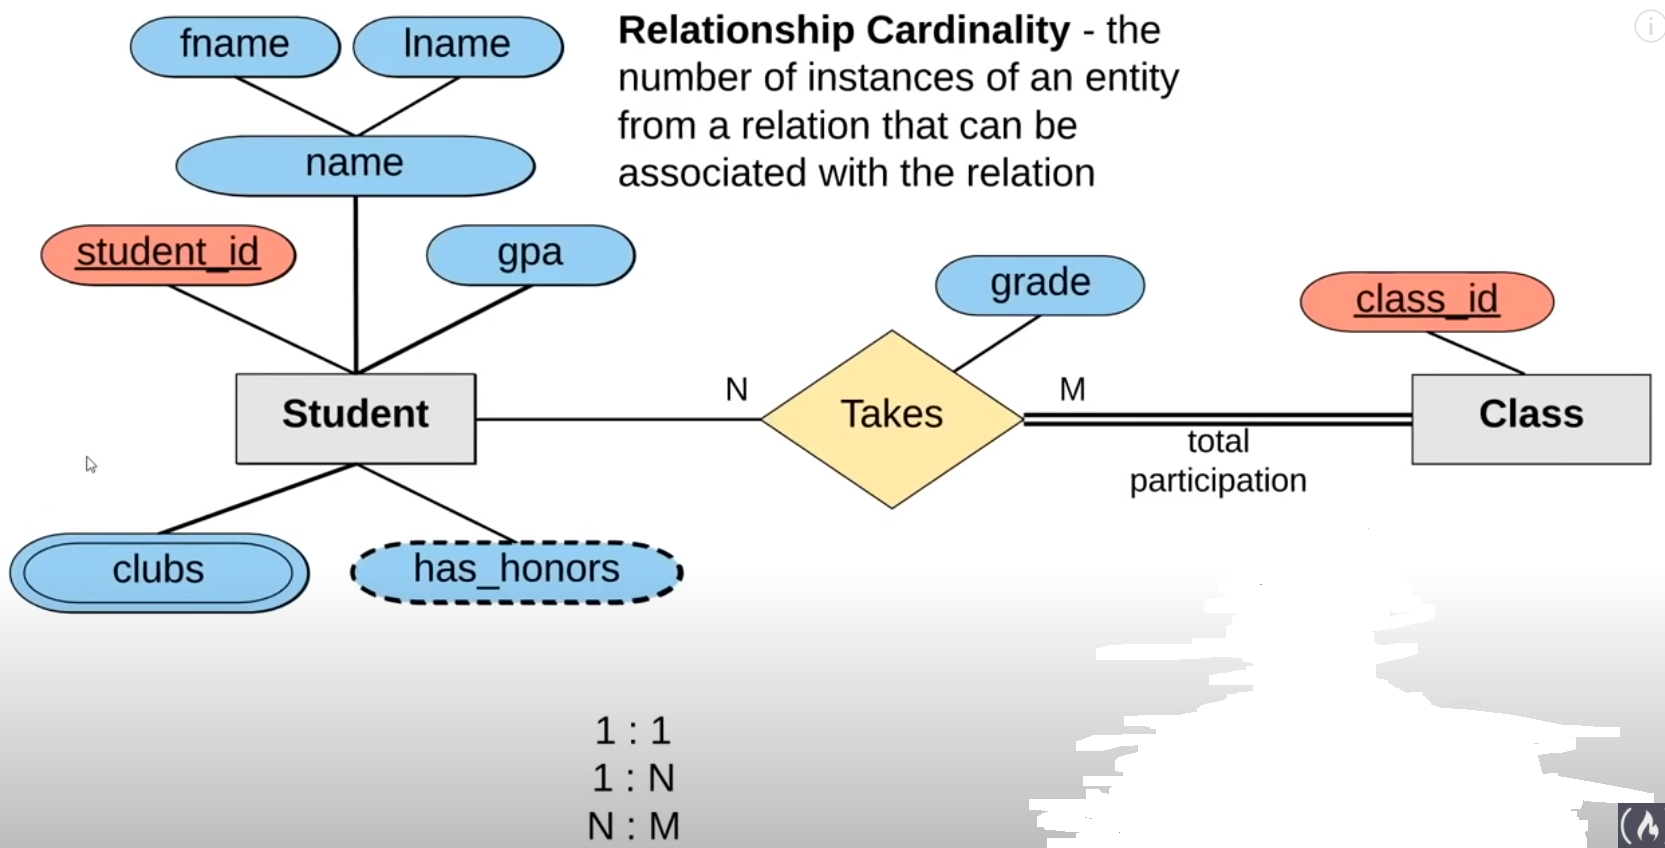 fname
lname
name
student_id
gpa
Relationship Cardinality - the
number of instances of an entity
from a relation that can be
associated with the relation
grade
class_id
Student
N
Takes
M
total
participation
Class
clubs
has_honors
1 : 1
1 : N
N : M